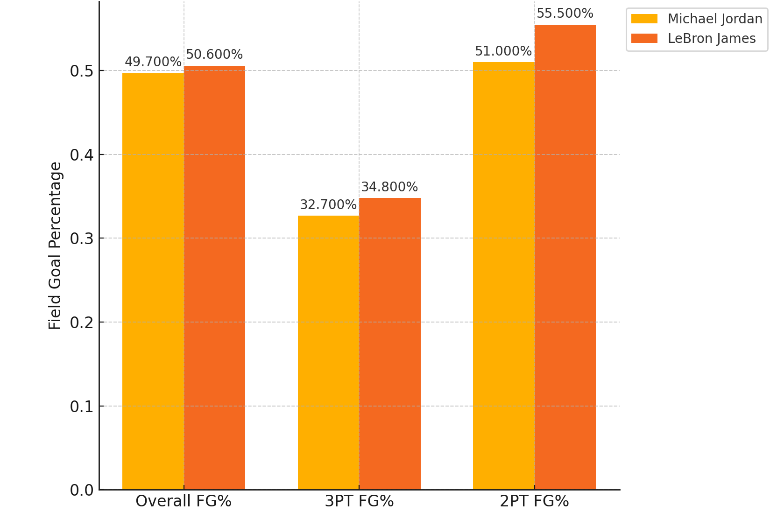 Michael Jordan
LeBron James
Field Goal Percentage
0.5
0.4
0.3
0.2
0.1
0.0
49.700%
50.600%
32.700%
34.800%
51.000%
55.500%
Overall FG%
3PT FG%
2PT FG%